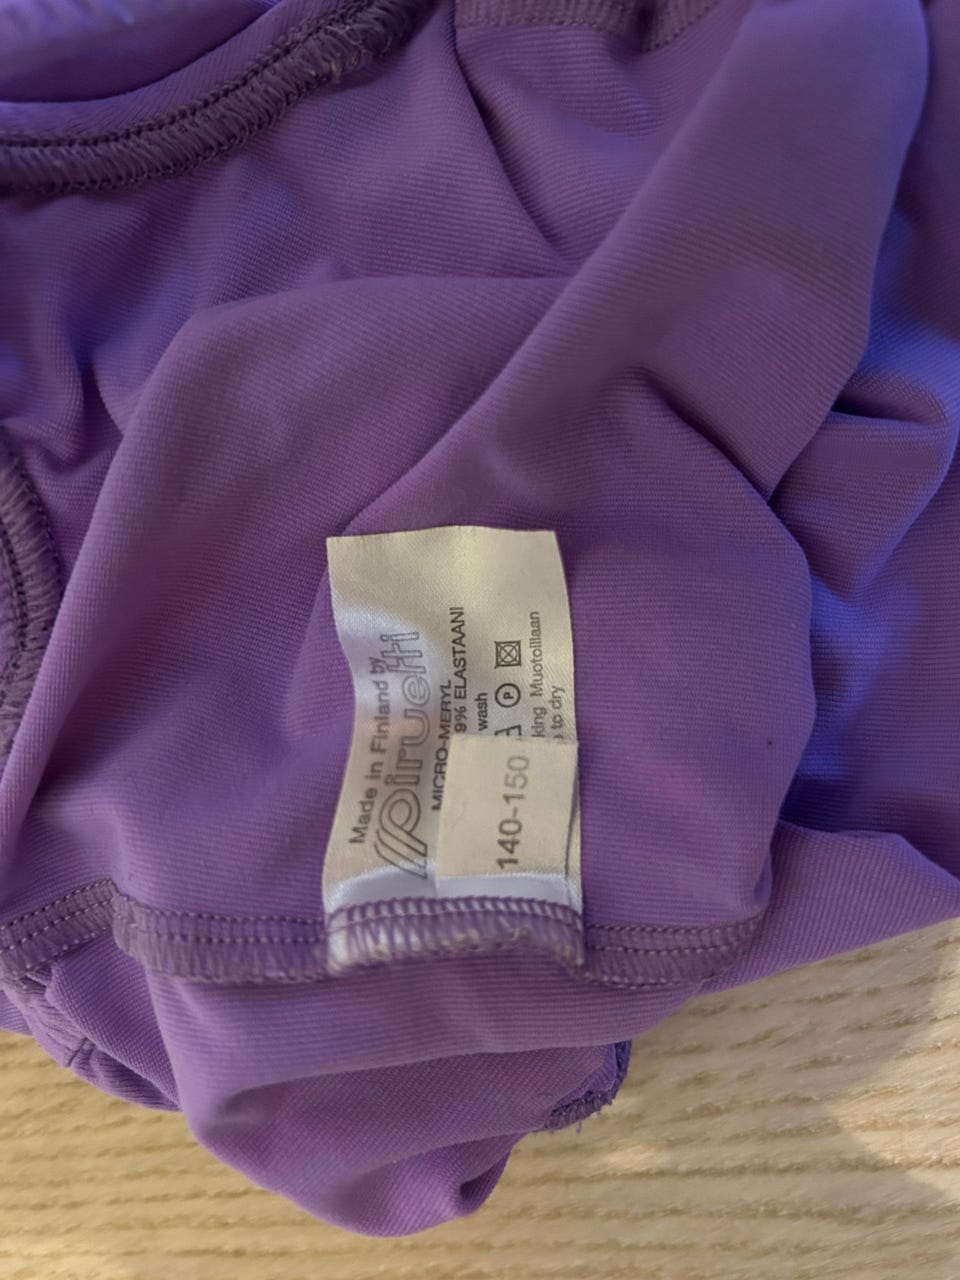 Made in Finland by
Piruetti
MICRO-MERYL
9% ELASTAANI
wash
P
king Muotoillaan
to dry
140-150